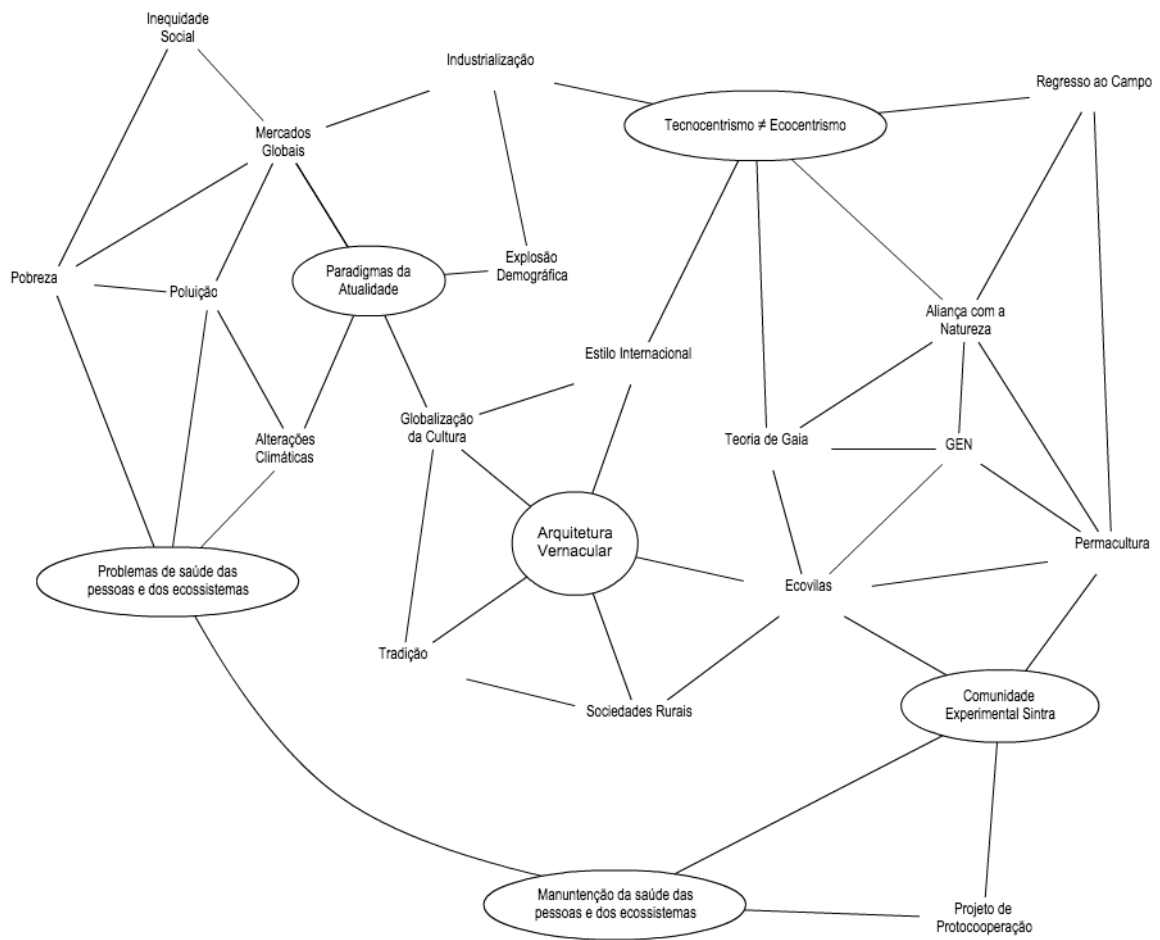 Inequidade
Social
Industrialização
Regresso ao Campo
Mercados
Globais
Tecnocentrismo ≠ Ecocentrismo
Pobreza
Poluição
Paradigmas da
Atualidade
Explosão
Demográfica
Aliança com a
Natureza
Estilo Internacional
Alterações
Climáticas
Globalização
da Cultura
Teoria de Gaia
GEN
Arquitetura
Vernacular
Permacultura
Problemas de saúde das
pessoas e dos ecossistemas
Ecovilas
Tradição
Sociedades Rurais
Comunidade
Experimental Sintra
Manuntenção da saúde das
pessoas e dos ecossistemas
Projeto de
Protocooperação